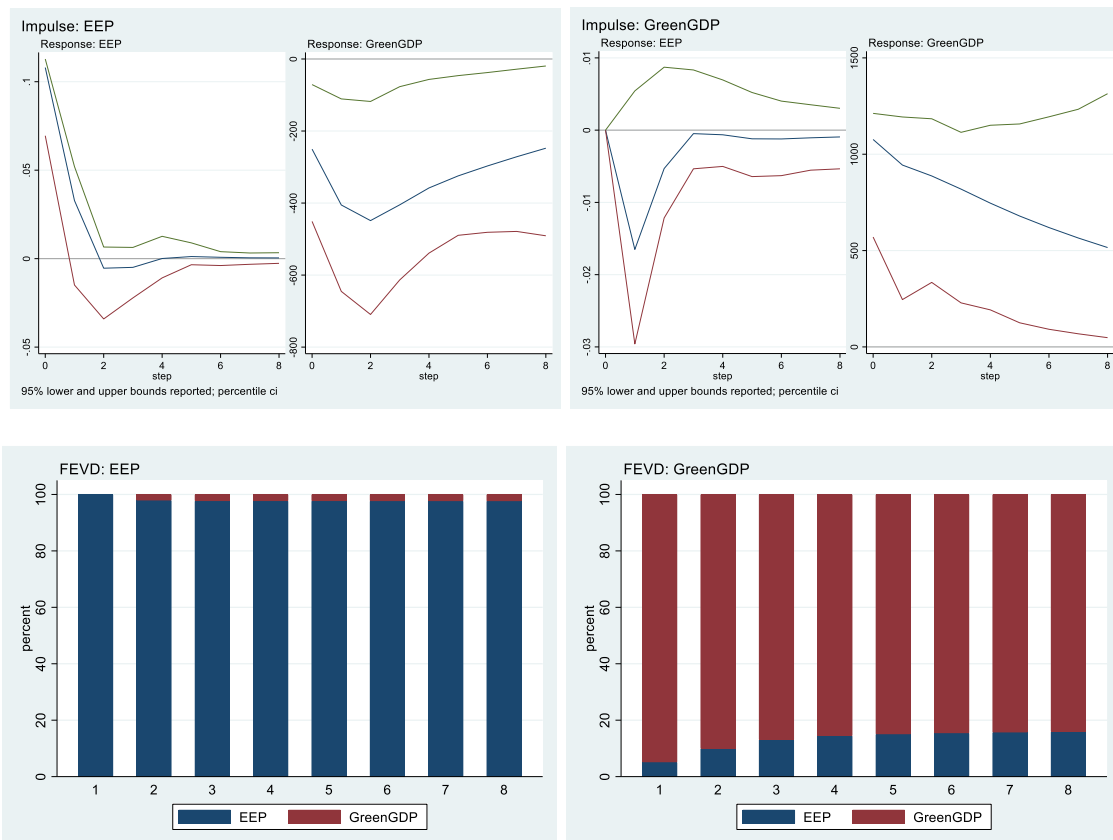 Impulse: EEP
Response: EEP
.1
.05
0
-.05
0 2 4 6 8
step
Response: GreenGDP
0
-200
-400
-600
-800
0 2 4 6 8
95% lower and upper bounds reported; percentile ci
Impulse: GreenGDP
Response: EEP
.01
0
-.01
-.02
-.03
0 2 4 6 8
step
Response: GreenGDP
1500
1000
500
0
0 2 4 6 8
95% lower and upper bounds reported; percentile ci
FEVD: EEP
percent
100
80
60
40
20
0
1 2 3 4 5 6 7 8
EEP GreenGDP
FEVD: GreenGDP
percent
100
80
60
40
20
0
1 2 3 4 5 6 7 8
EEP GreenGDP